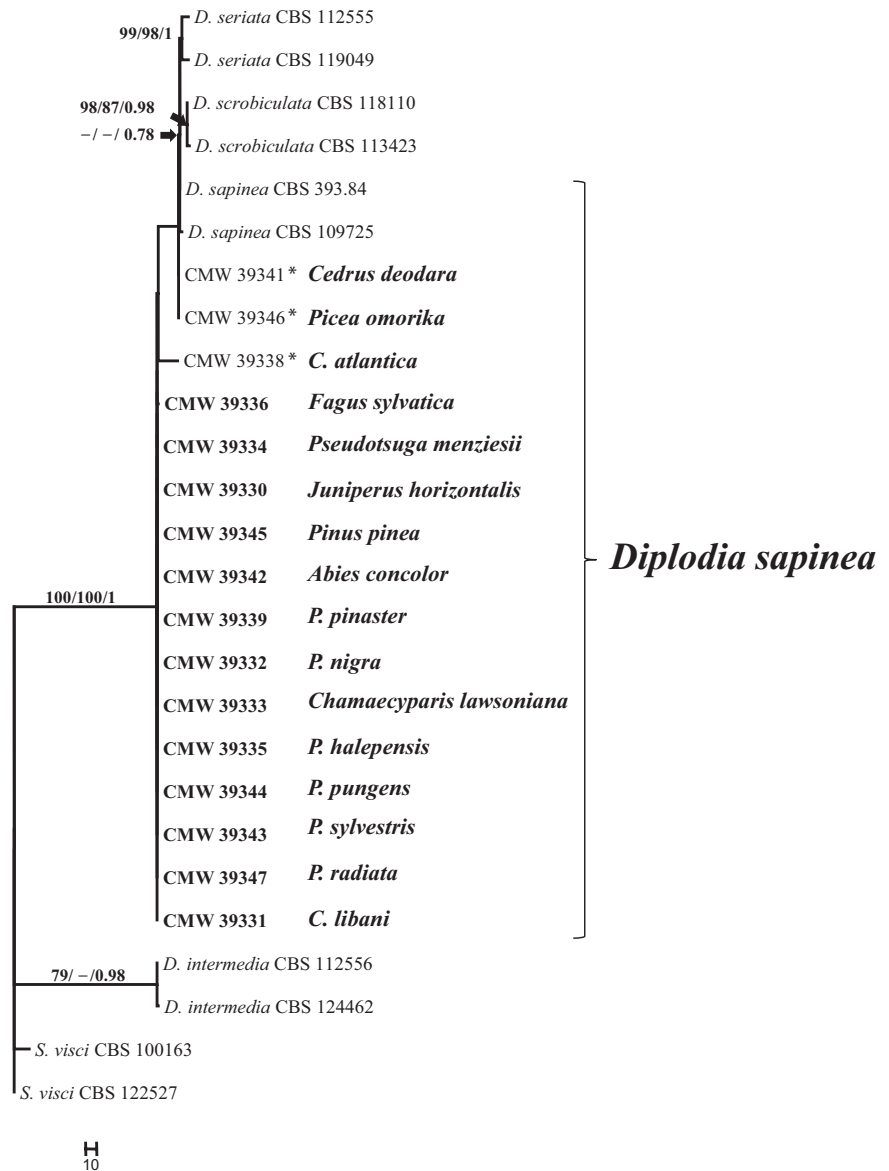 D. seriata CBS 112555
99/98/1
D. seriata CBS 119049
98/87/0.98
D. scrobiculata CBS 118110
–/ –/ 0.78
D. scrobiculata CBS 113423
D. sapinea CBS 393.84
D. sapinea CBS 109725
CMW 39341 * Cedrus deodara
CMW 39346 * Picea omorika
CMW 39338 * C. atlantica
CMW 39336 Fagus sylvatica
CMW 39334 Pseudotsuga menziesii
CMW 39330 Juniperus horizontalis
CMW 39345 Pinus pinea
Diplodia sapinea
CMW 39342 Abies concolor
100/100/1
CMW 39339 P. pinaster
CMW 39332 P. nigra
CMW 39333 Chamaecyparis lawsoniana
CMW 39335 P. halepensis
CMW 39344 P. pungens
CMW 39343 P. sylvestris
CMW 39347 P. radiata
CMW 39331 C. libani
D. intermedia CBS 112556
79/ –/0.98
D. intermedia CBS 124462
S. visci CBS 100163
S. visci CBS 122527
10